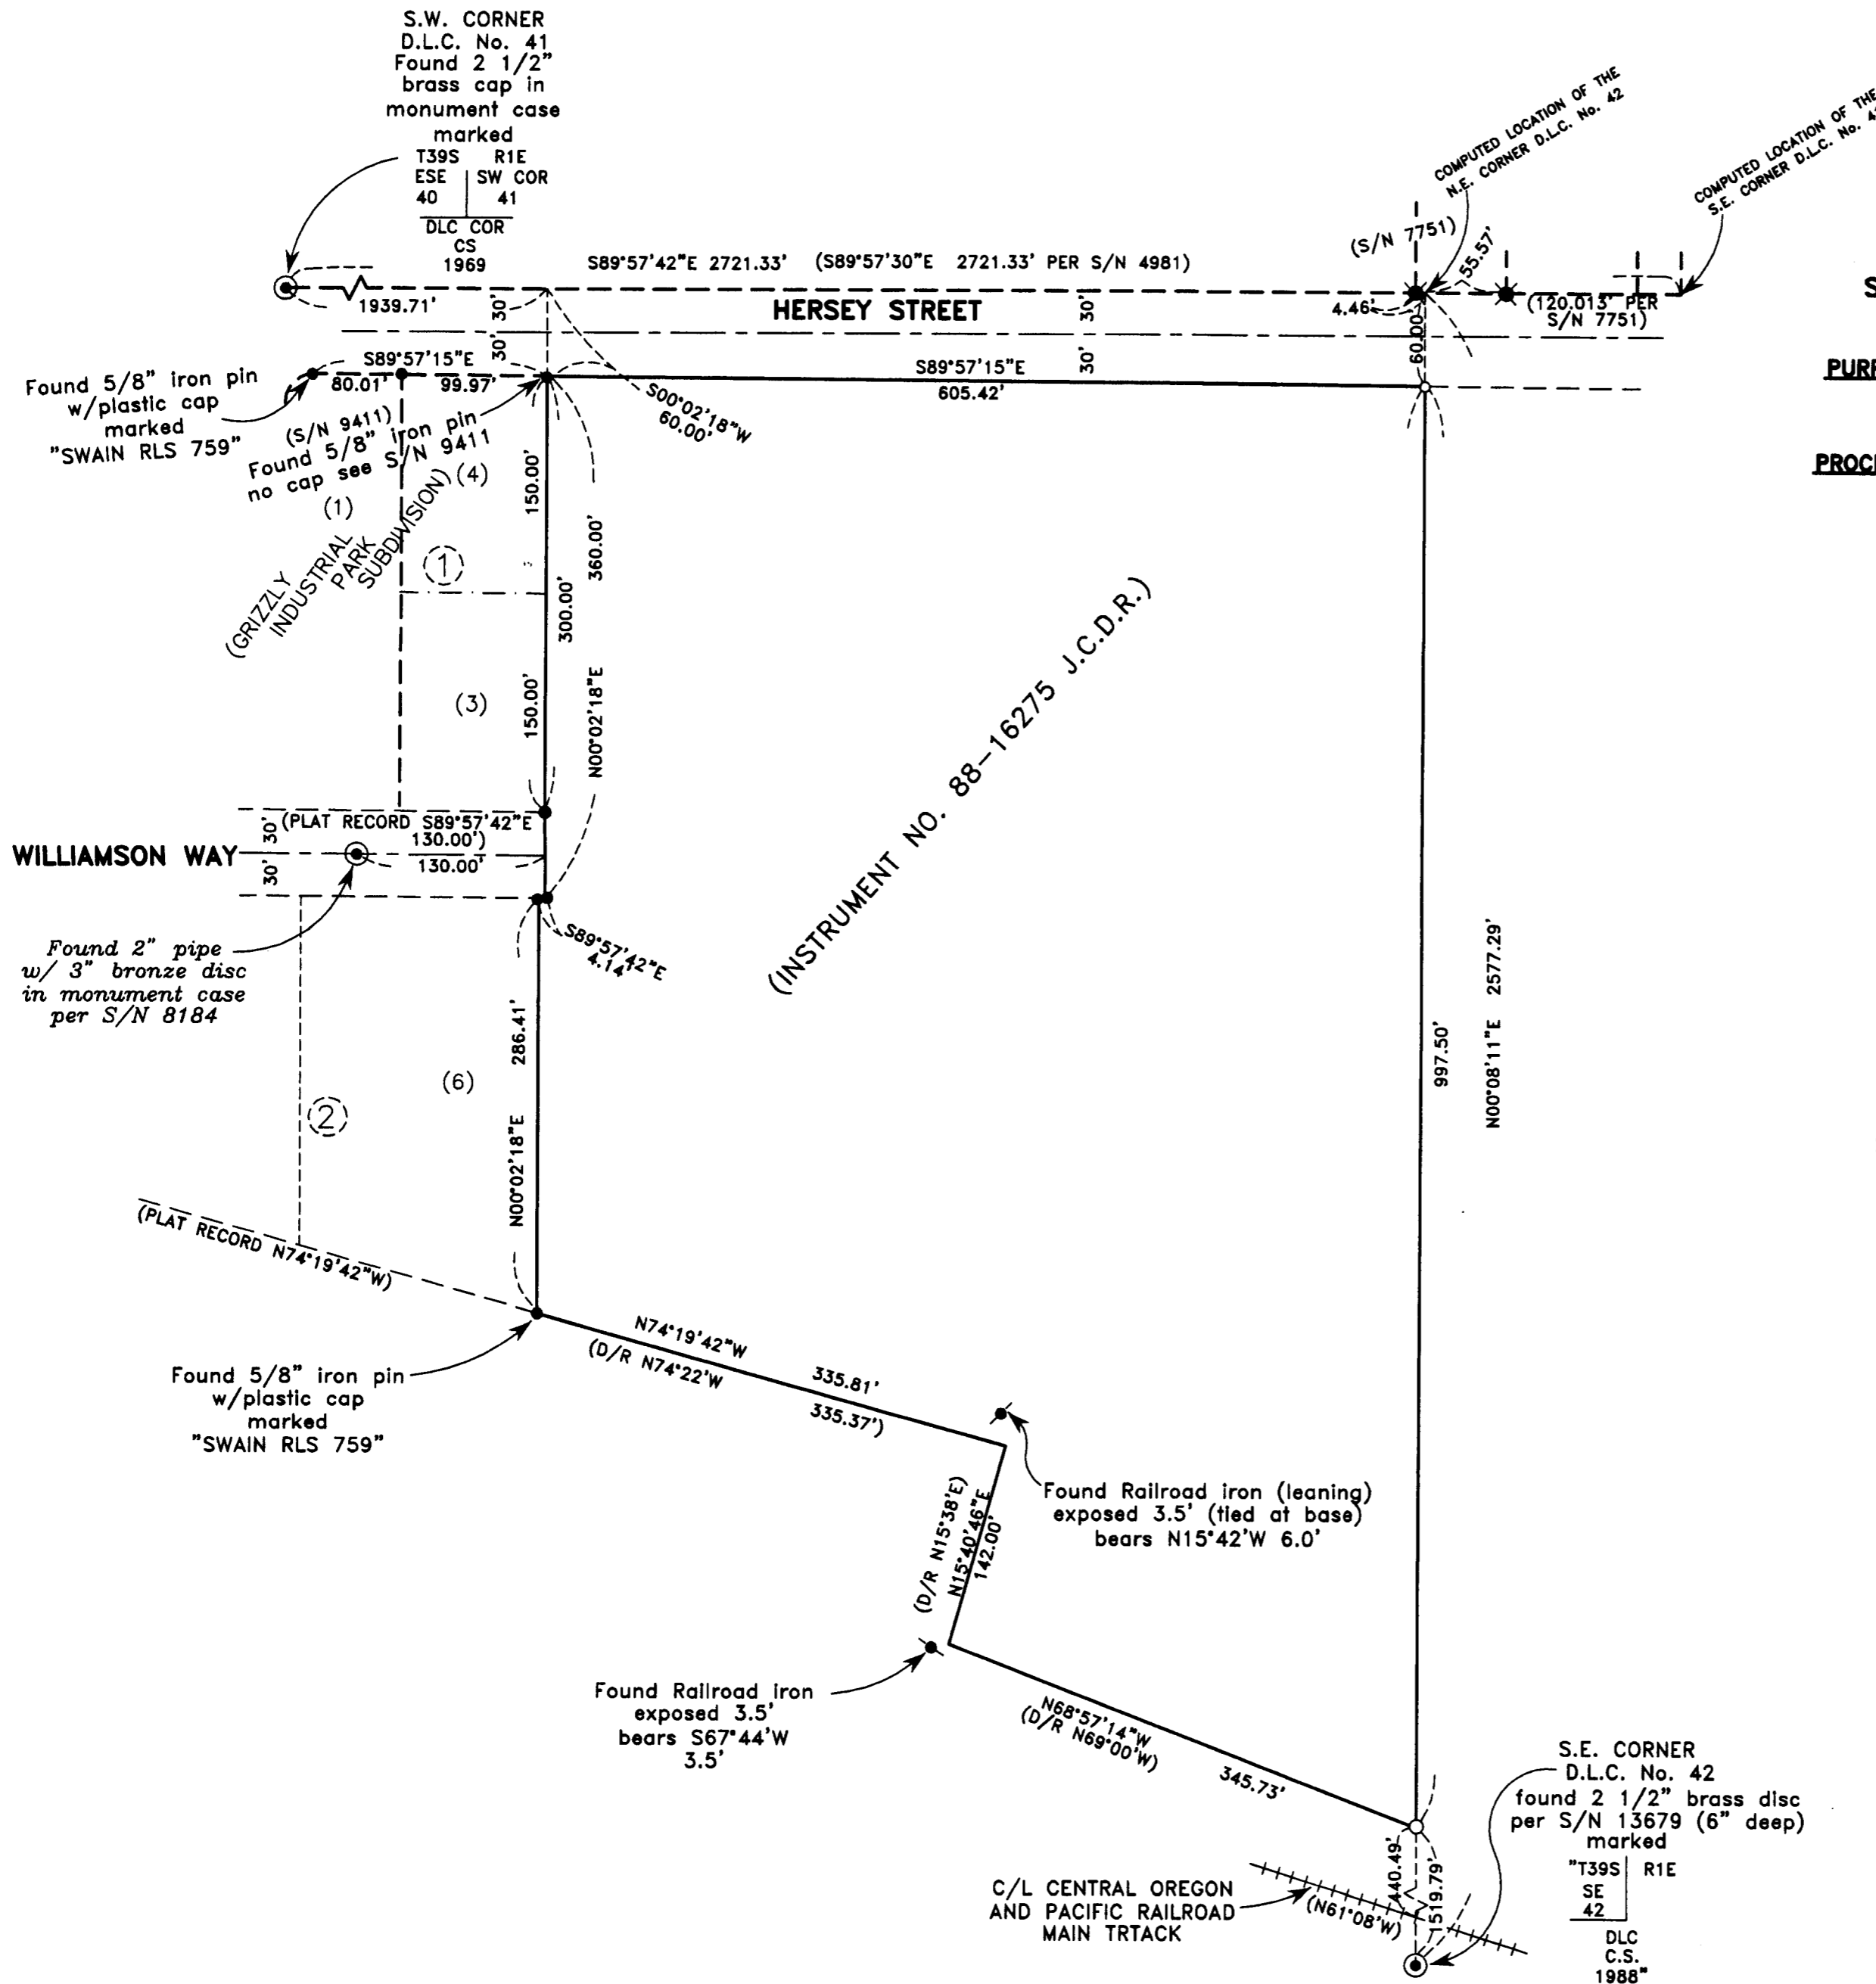 S.W. CORNER
D.L.C. No. 41
Found 2 1/2"
brass cap in
monument case
marked
T39S R1E
ESE SW COR
40 41
DLC COR
CS
1969
COMPUTED LOCATION OF THE
N.E. CORNER D.L.C. No. 42
COMPUTED LOCATION OF THE
S.E. CORNER D.L.C. No.
(S/N 7751)
55.57'
S89°57'42"E 2721.33' (S89°57'30"E 2721.33' PER S/N 4981)
1939.71'
30'
HERSEY STREET
30'
4.46'
(120.013' PER
S/N 7751)
S
30'
30'
60.00'
S89°57'15"E
80.01'
99.97'
S89°57'15"E
605.42'
S00°02'18"W
60.00'
Found 5/8" iron pin
w/plastic cap
marked
"SWAIN RLS 759"
(S/N 9411)
Found 5/8" iron pin
no cap see S/N 9411
PURP
PROC
(1)
(4)
(GRIZZLY
INDUSTRIAL
PARK
SUBDIVISION)
1
150.00'
360.00'
300.00'
N00°02'18"E
150.00'
(3)
(INSTRUMENT NO. 88-16275 J.C.D.R.)
(PLAT RECORD S89°57'42"E
130.00')
30'
WILLIAMSON WAY
30'
130.00'
S89°57'42"E
4.14'
Found 2" pipe
w/ 3" bronze disc
in monument case
per S/N 8184
286.41'
N00°02'18"E
(6)
2
997.50'
N00°08'11"E 2577.29'
(PLAT RECORD N74°19'42"W)
N74°19'42"W
335.81'
(D/R N74°22'W
335.37')
Found 5/8" iron pin
w/plastic cap
marked
"SWAIN RLS 759"
Found Railroad iron (leaning)
exposed 3.5' (tied at base)
bears N15°42'W 6.0'
(D/R N15°38'E)
N15°40'46"E
142.00'
Found Railroad iron
exposed 3.5'
bears S67°44'W
3.5'
N68°57'14"W
(D/R N69°00'W)
345.73'
S.E. CORNER
D.L.C. No. 42
found 2 1/2" brass disc
per S/N 13679 (6" deep)
marked
"T39S R1E
SE
42
DLC
C.S.
1988"
440.49'
1519.79'
C/L CENTRAL OREGON
AND PACIFIC RAILROAD
MAIN TRTACK
(N61°08'W)